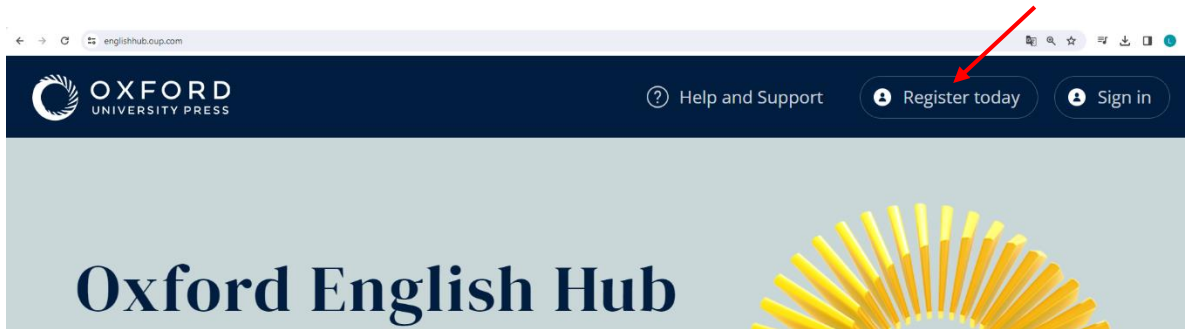 englishhub.oup.com
OXFORD
UNIVERSITY PRESS
Help and Support
Register today
Sign in
Oxford English Hub